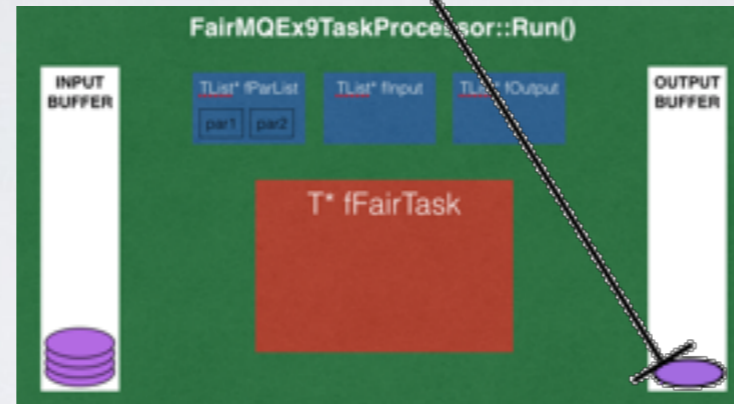 FairMQEx9TaskProcessor::Run()
INPUT
BUFFER
TList* fParList
TList* fInput
TList* fOutput
OUTPUT
BUFFER
par1
par2
T* fFairTask